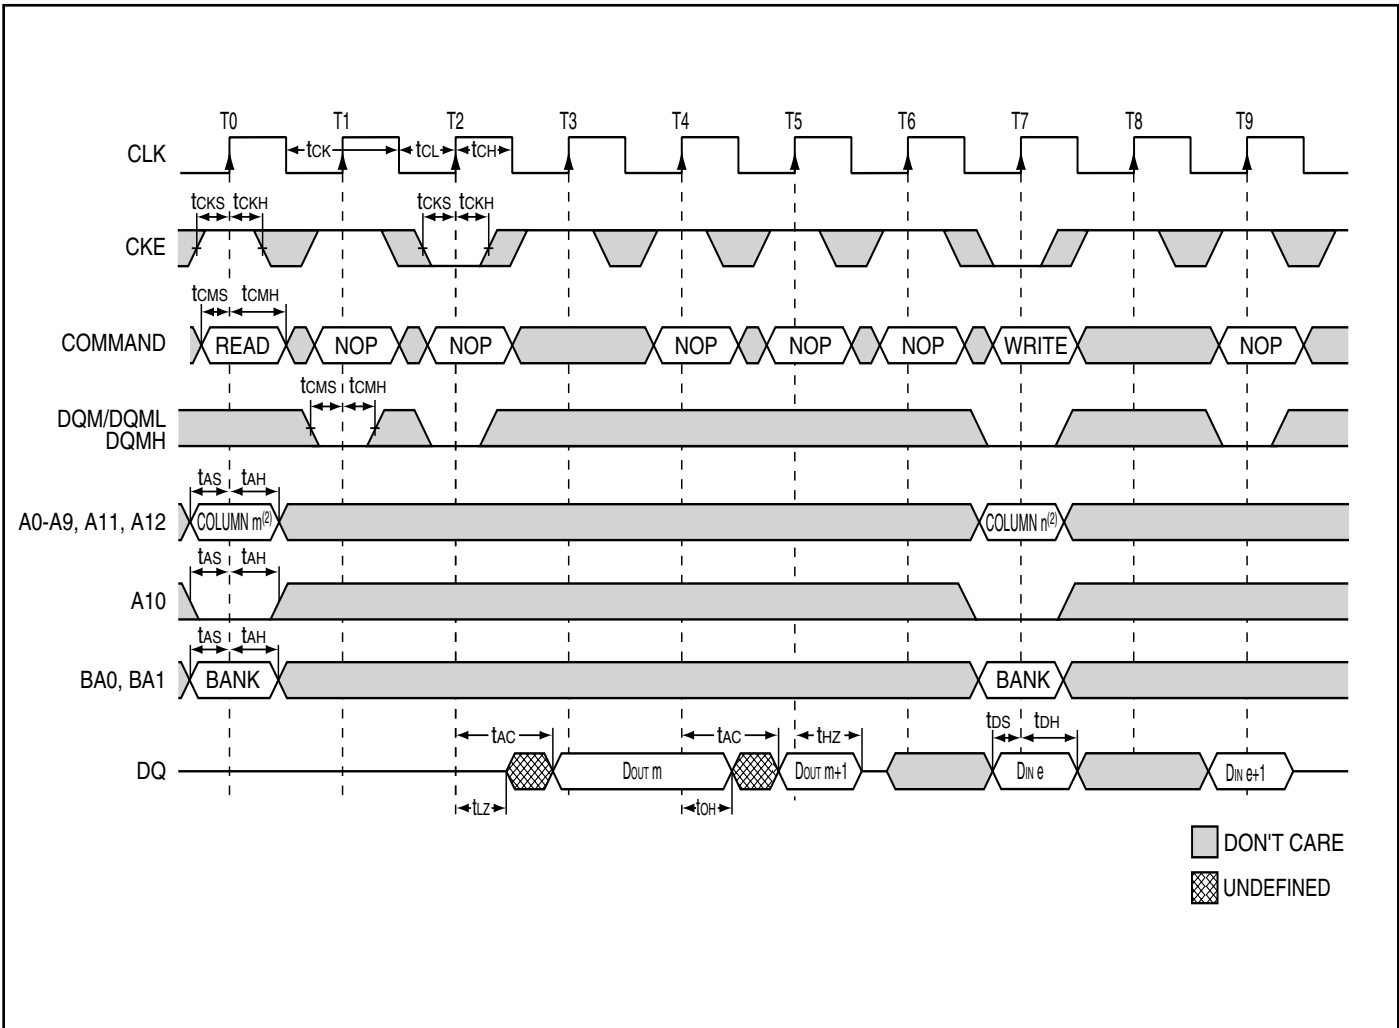 T0 T1 T2 T3 T4 T5 T6 T7 T8 T9
CLK tCK tCL tCH
tCKS tCKH tCKS tCKH
CKE
tCMS tCMH
COMMAND READ NOP NOP NOP NOP NOP WRITE NOP
tCMS tCMH
DQM/DQML
DQMH
tAS tAH
A0-A9, A11, A12 COLUMN m(2) COLUMN n(2)
tAS tAH
A10
tAS tAH
BA0, BA1 BANK BANK
tAC tAC tHZ tDS tDH
DQ DOUT m DOUT m+1 DIN e DIN e+1
tLZ tOH
DON'T CARE
UNDEFINED